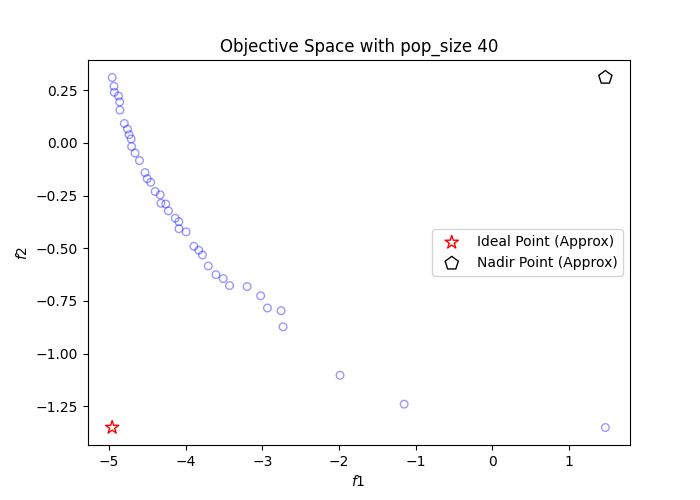 Objective Space with pop_size 40
0.25
0.00
−0.25
−0.50
−0.75
−1.00
−1.25
f2
Ideal Point (Approx)
Nadir Point (Approx)
−5
−4
−3
−2
−1
0
1
f1